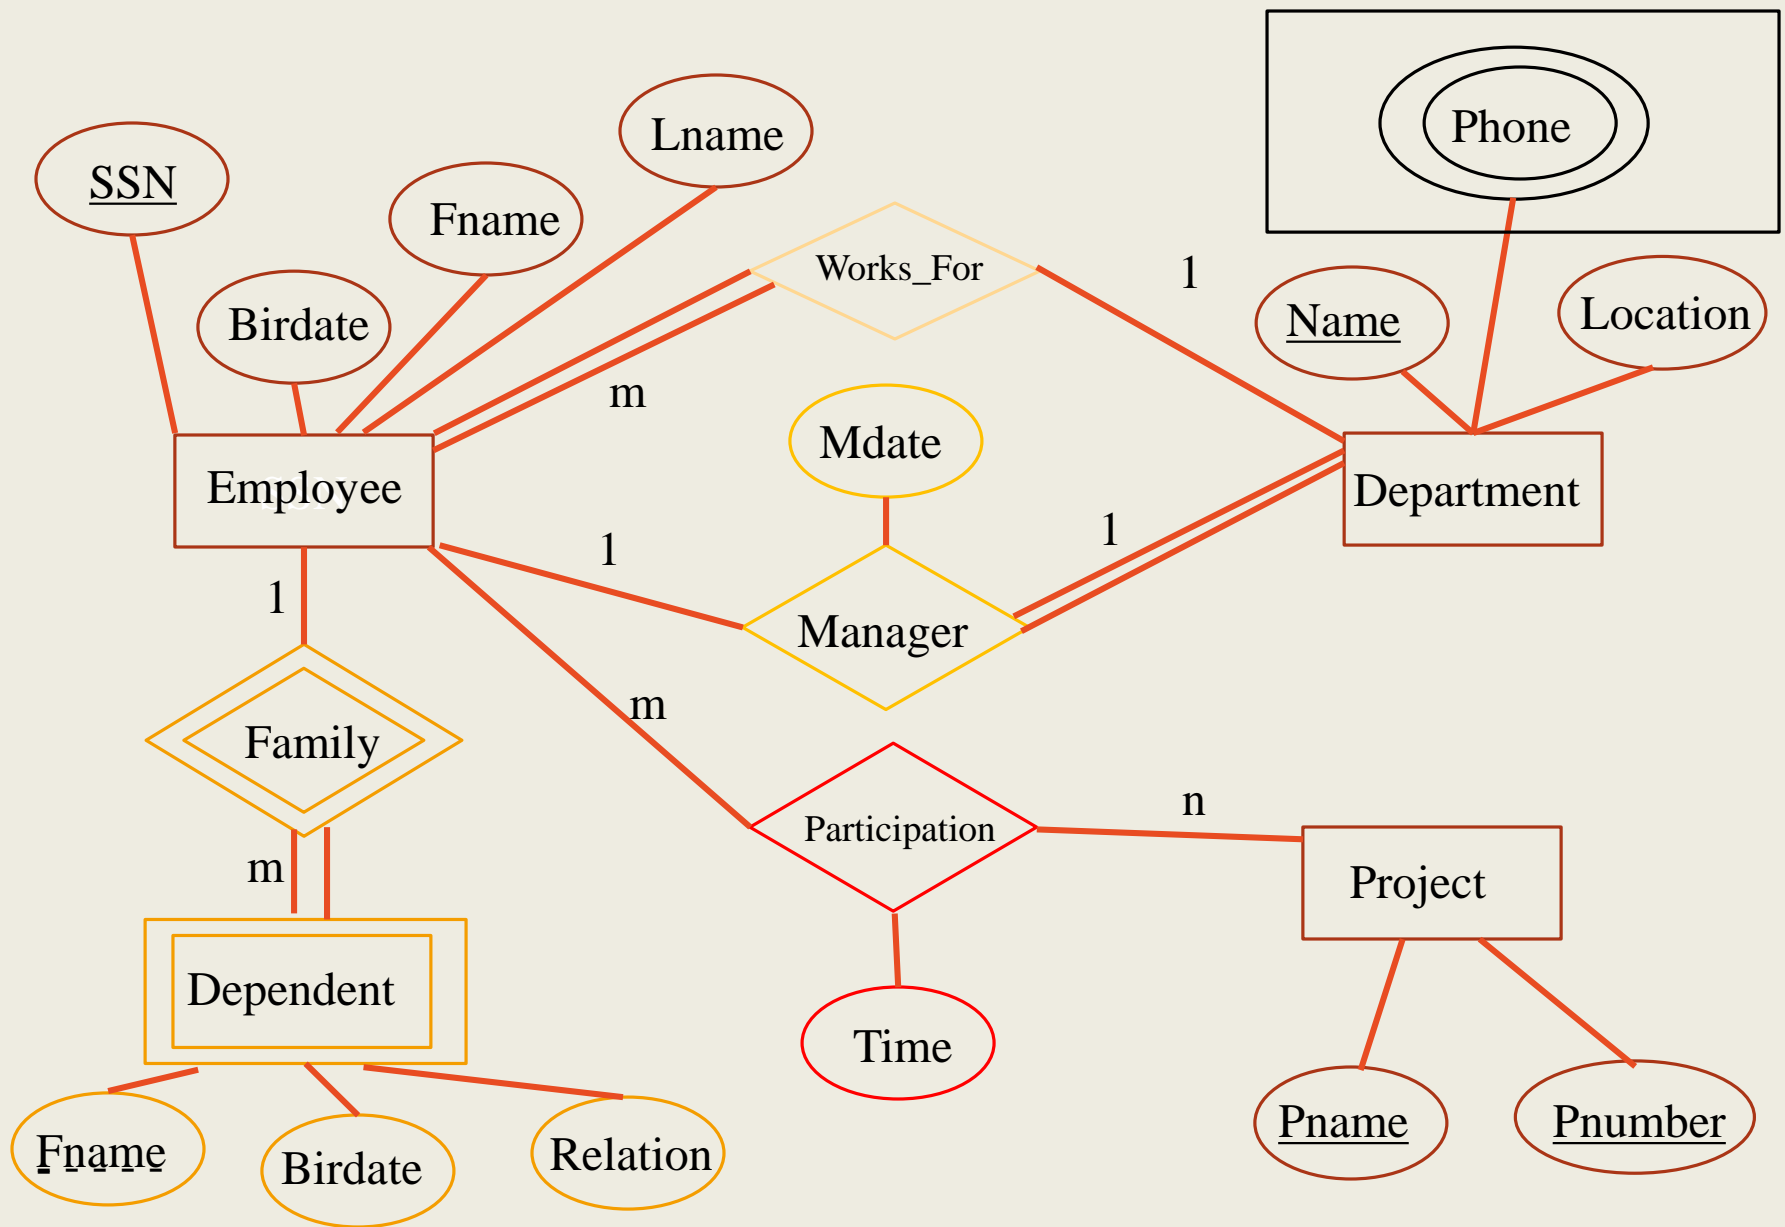 Phone
Lname
SSN
Fname
Works_For
1
Name
Location
Birdate
m
Mdate
Employee
Department
1
1
1
Manager
m
Family
n
Participation
m
Project
Dependent
Time
Pname
Pnumber
Fname
Birdate
Relation